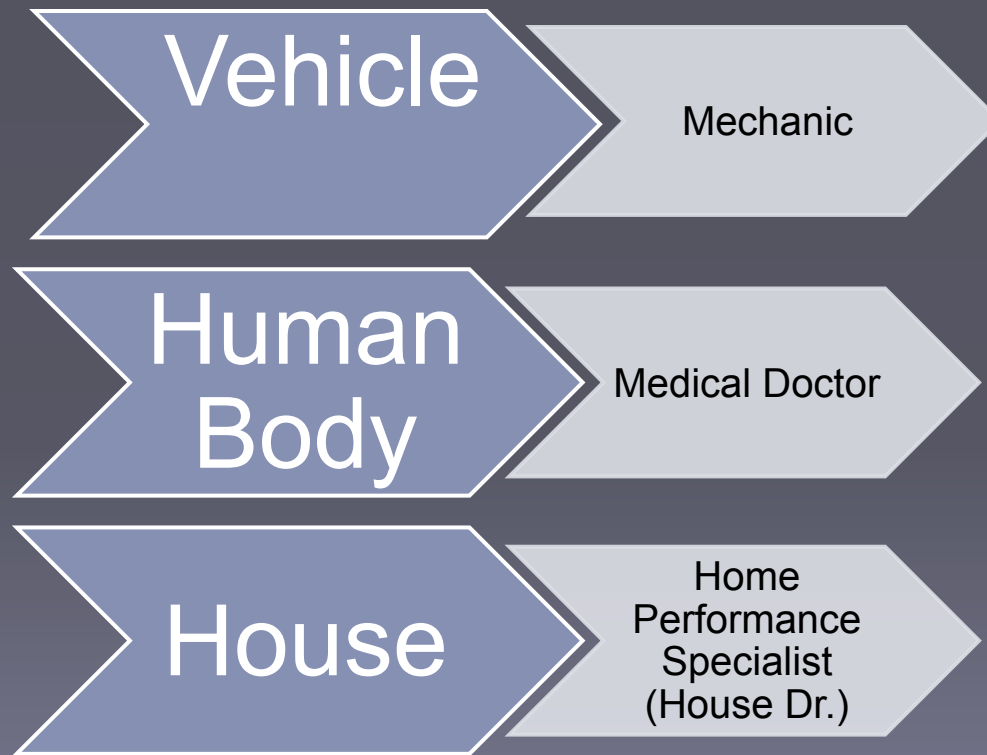 Vehicle
Mechanic
Human
Body
Medical Doctor
House
Home
Performance
Specialist
(House Dr.)